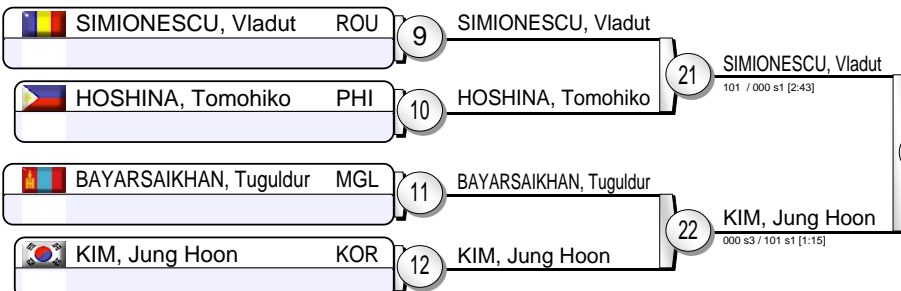 SIMIONESCU, Vladut ROU 9 SIMIONESCU, Vladut
21 SIMIONESCU, Vladut
101 / 000 s1 [2:43]
HOSHINA, Tomohiko PHI 10 HOSHINA, Tomohiko
BAYARSAIKHAN, Tuguldur MGL 11 BAYARSAIKHAN, Tuguldur
22 KIM, Jung Hoon
000 s3 / 101 s1 [1:15]
KIM, Jung Hoon KOR 12 KIM, Jung Hoon